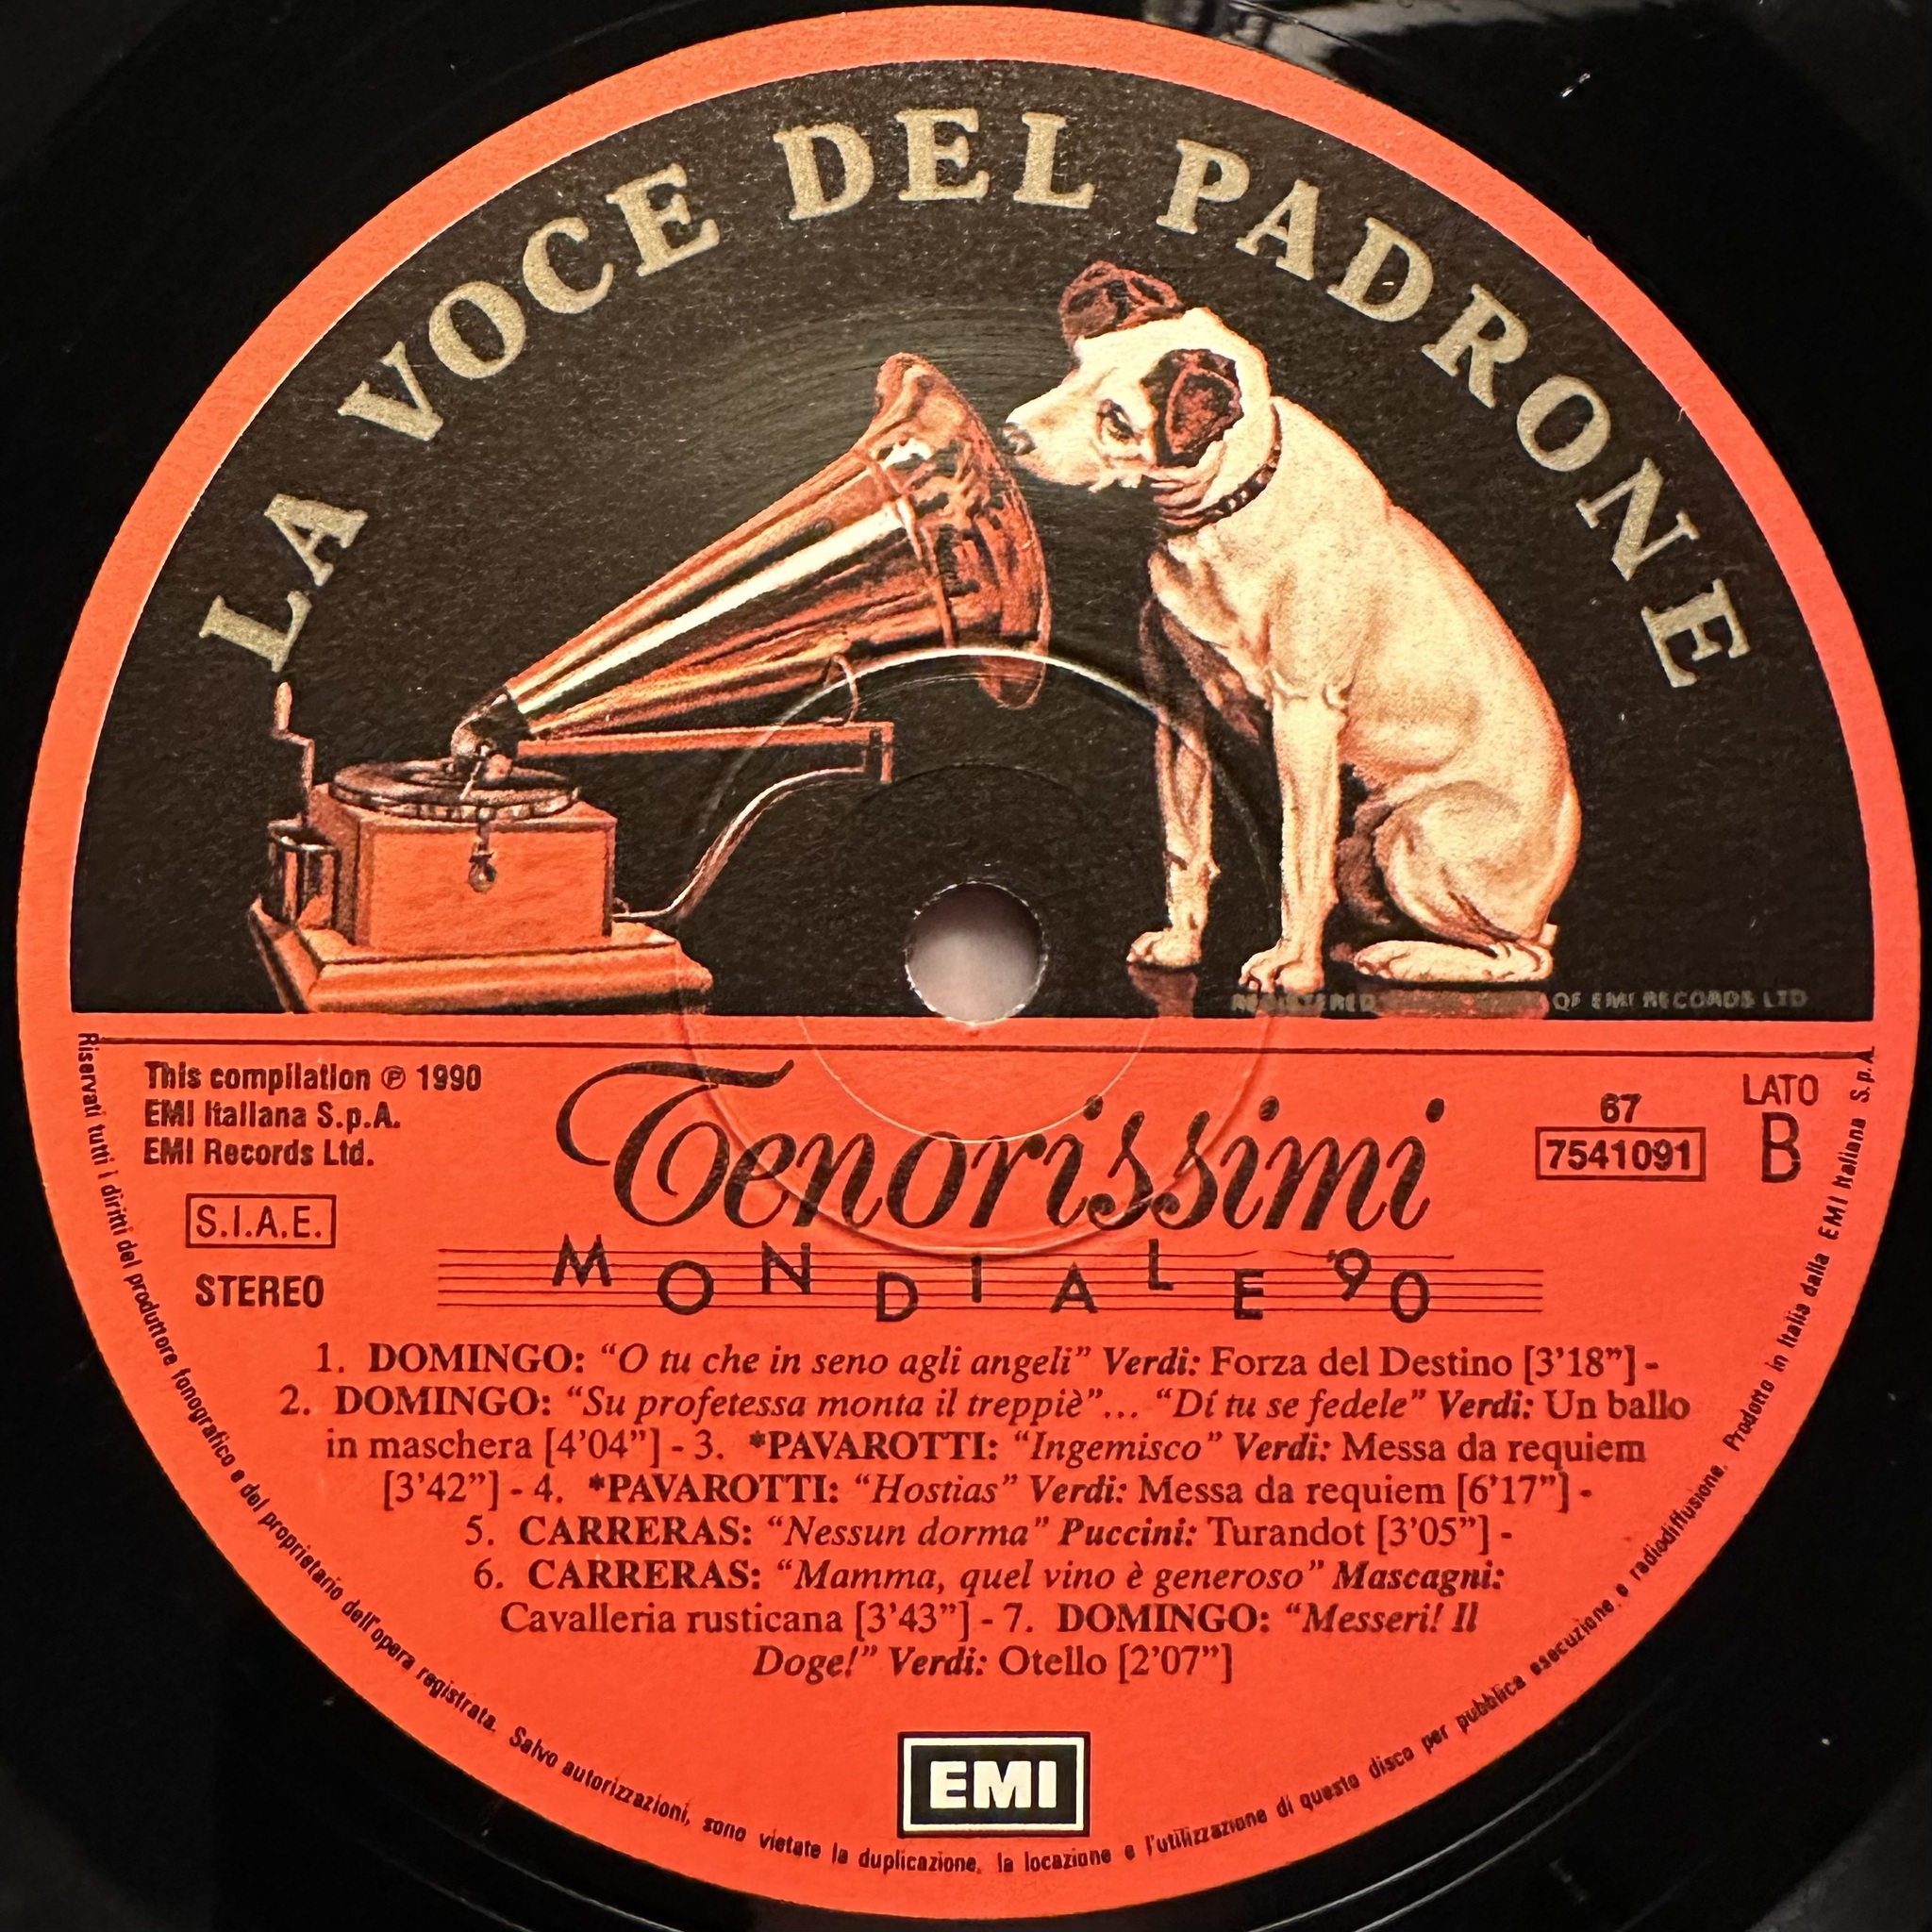 LA VOCE DEL PADRONE
REGISTERED OF EMI RECORDS LTD
This compilation ℗ 1990
EMI Italiana S.p.A.
EMI Records Ltd.
S.I.A.E.
STEREO
Tenorissimi
MONDIALE '90
67
7541091
LATO
B
1. DOMINGO: “O tu che in seno agli angeli” Verdi: Forza del Destino [3’18”] -
2. DOMINGO: “Su profetessa monta il treppiè”... “Dí tu se fedele” Verdi: Un ballo
in maschera [4’04”] - 3. *PAVAROTTI: “Ingemisco” Verdi: Messa da requiem
[3’42”] - 4. *PAVAROTTI: “Hostias” Verdi: Messa da requiem [6’17”] -
5. CARRERAS: “Nessun dorma” Puccini: Turandot [3’05”] -
6. CARRERAS: “Mamma, quel vino è generoso” Mascagni:
Cavalleria rusticana [3’43”] - 7. DOMINGO: “Messeri! Il
Doge!” Verdi: Otello [2’07”]
EMI
Riservati tutti i diritti del produttore fonografico e del proprietario dell'opera registrata. Salvo autorizzazioni, sono vietate la duplicazione, la locazione e l'utilizzazione di questo disco per pubblica esecuzione e radiodiffusione. Prodotto in Italia dalla EMI Italiana S.p.A.